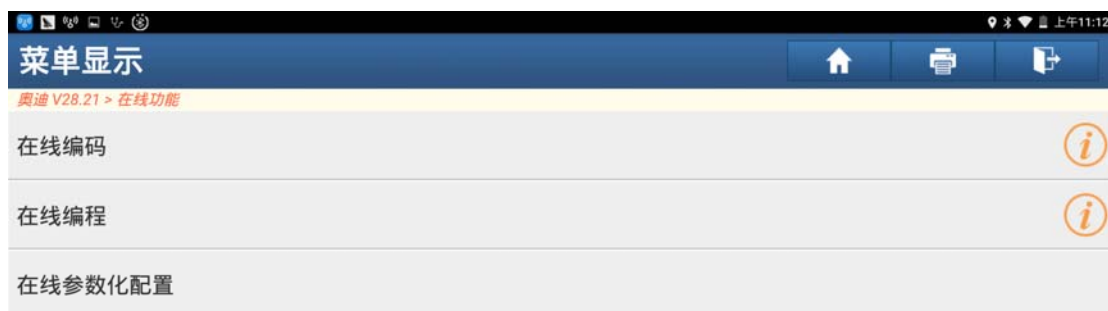 上午11:12
菜单显示
奥迪 V28.21 > 在线功能
在线编码
在线编程
在线参数化配置